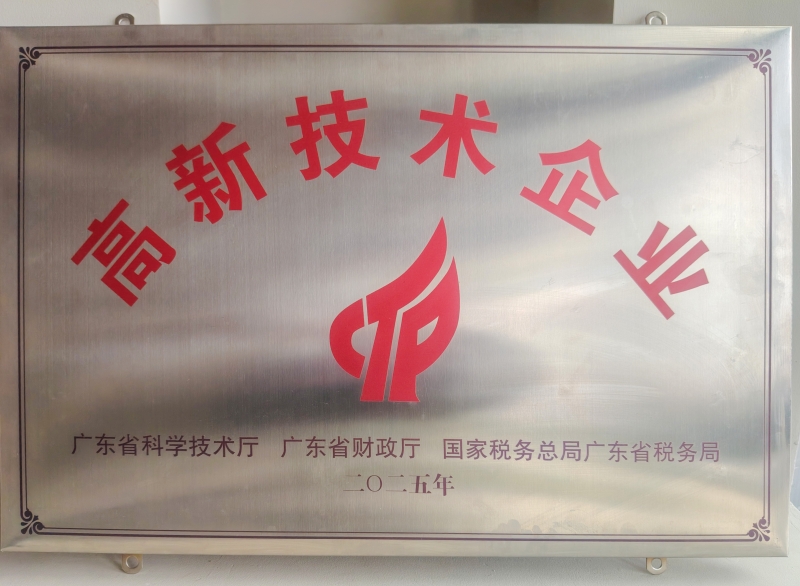 高新技术企业
广东省科学技术厅 广东省财政厅 国家税务总局广东省税务局
二〇二五年